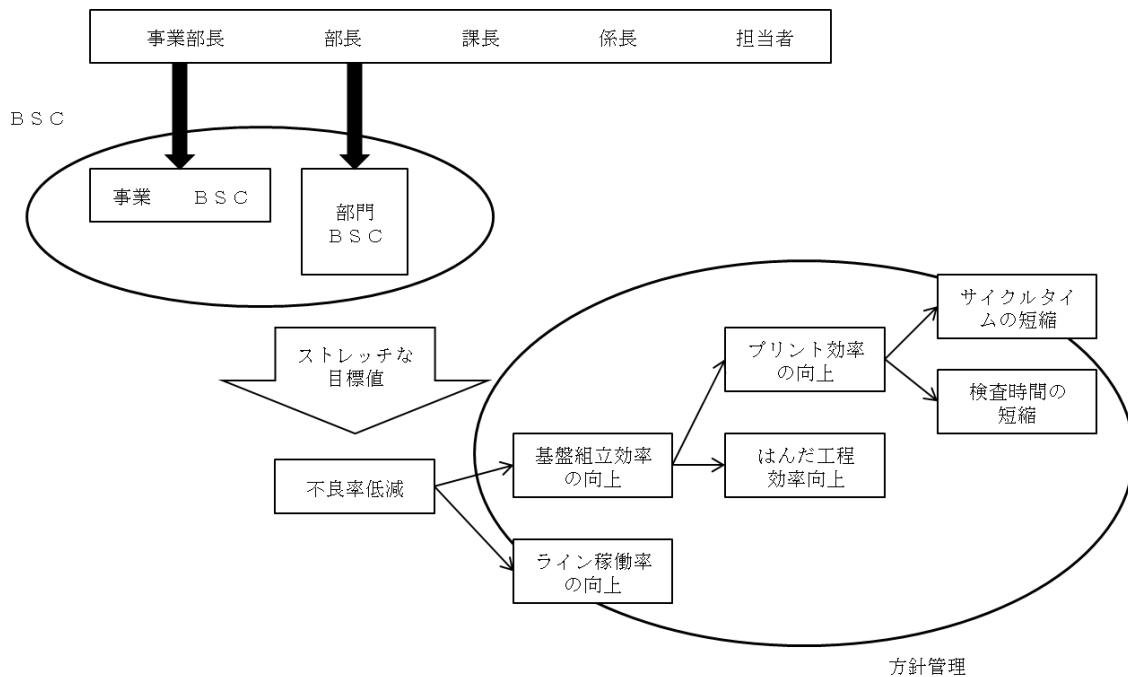 事業部長 部長 課長 係長 担当者
ＢＳＣ
事業 ＢＳＣ
部門
ＢＳＣ
ストレッチな
目標値
サイクルタイ
ムの短縮
プリント効率
の向上
検査時間の
短縮
基盤組立効率
の向上
はんだ工程
効率向上
不良率低減
ライン稼働率
の向上
方針管理